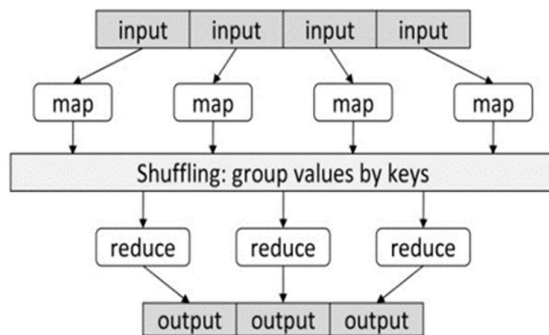 input input input input
map map map map
Shuffling: group values by keys
reduce reduce reduce
output output output